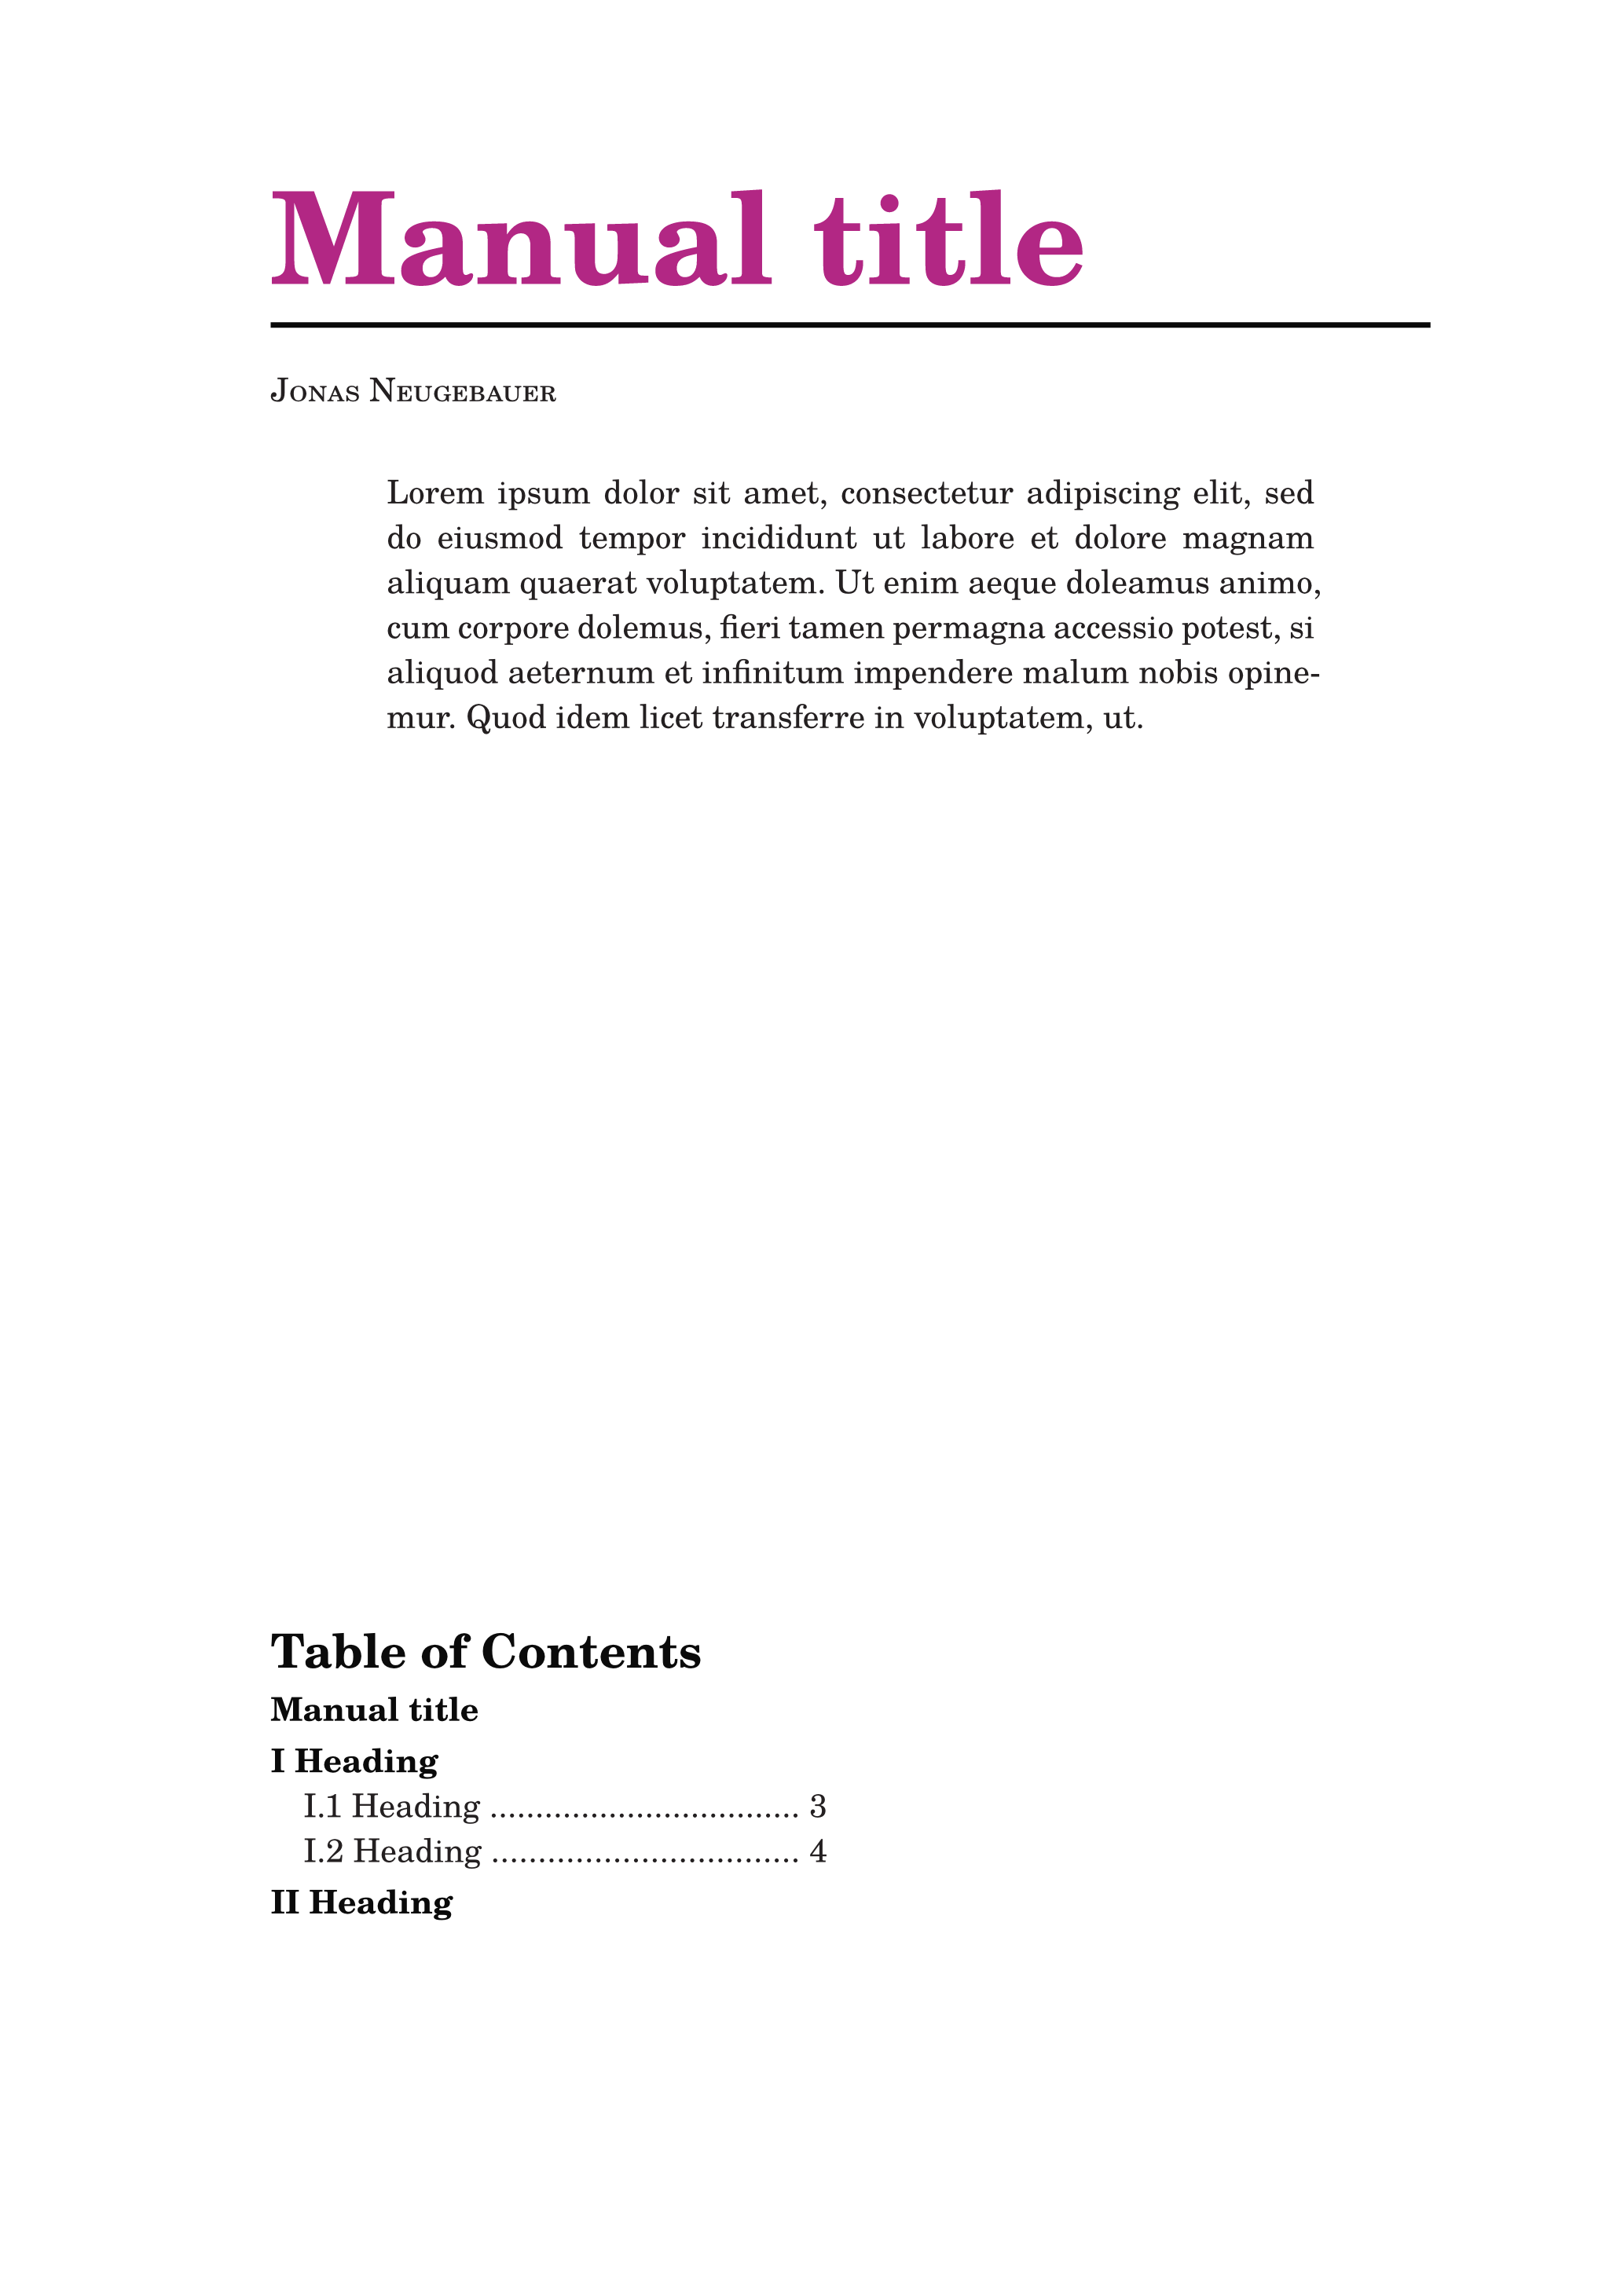 Manual title
Jonas Neugebauer
Lorem ipsum dolor sit amet, consectetur adipiscing elit, sed
do eiusmod tempor incididunt ut labore et dolore magnam
aliquam quaerat voluptatem. Ut enim aeque doleamus animo,
cum corpore dolemus, fieri tamen permagna accessio potest, si
aliquod aeternum et infinitum impendere malum nobis opine-
mur. Quod idem licet transferre in voluptatem, ut.
Table of Contents
Manual title
I Heading
I.1 Heading ................................. 3
I.2 Heading ................................. 4
II Heading